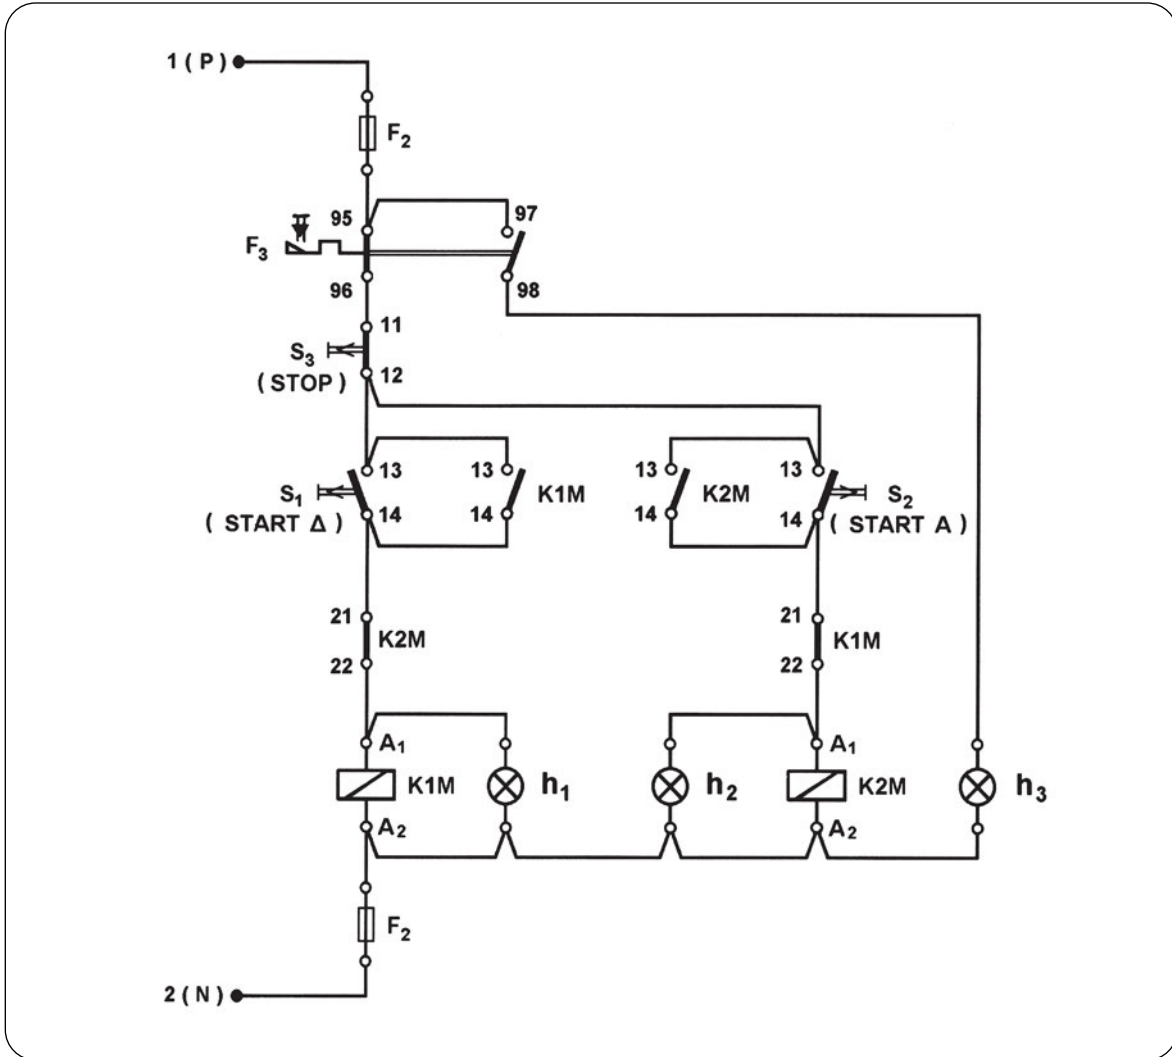 1 ( P )
F2
95 97
F3
96 98
11
S3
( STOP )
12
13 13 K1M 13 K2M 13
S1 S2
( START Δ ) 14 14 14 14 ( START A )
21 21
K2M K1M
22 22
A1 A1
K1M h1 h2 K2M h3
A2 A2
F2
2 ( N )